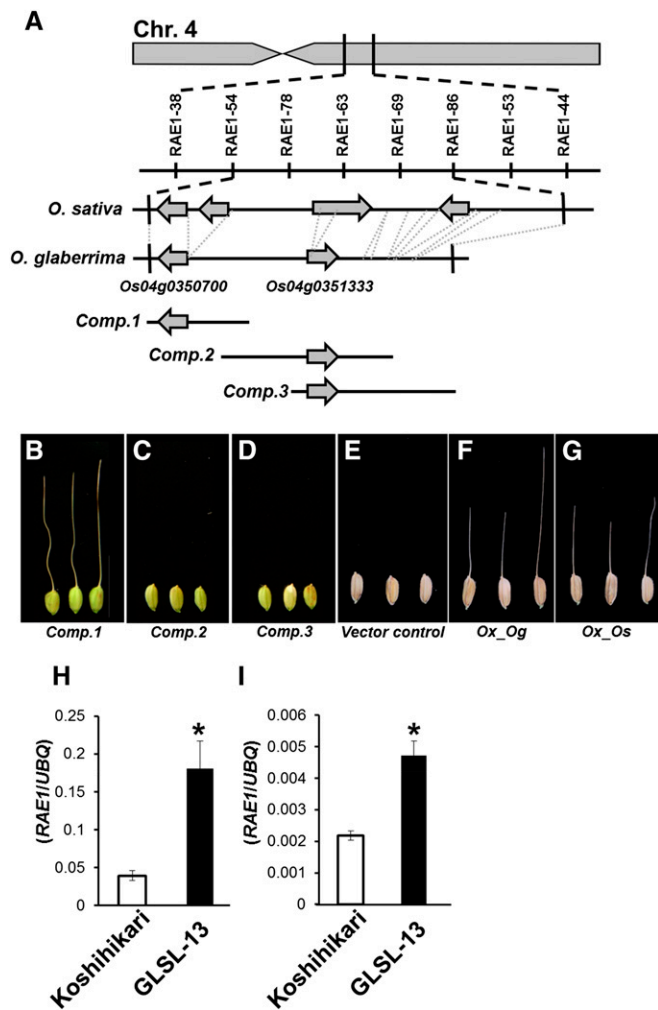 A
Chr. 4
RAE1-38
RAE1-54
RAE1-78
RAE1-63
RAE1-69
RAE1-86
RAE1-53
RAE1-44
O. sativa
O. glaberrima
Os04g0350700
Os04g0351333
Comp.1
Comp.2
Comp.3
B
C
D
E
F
G
Comp.1
Comp.2
Comp.3
Vector control
Ox_Og
Ox_Os
H
(RAE1/UBQ)
0.25
0.2
0.15
0.1
0.05
0
*
Koshihikari
GLSL-13
I
(RAE1/UBQ)
0.006
0.005
0.004
0.003
0.002
0.001
0
*
Koshihikari
GLSL-13